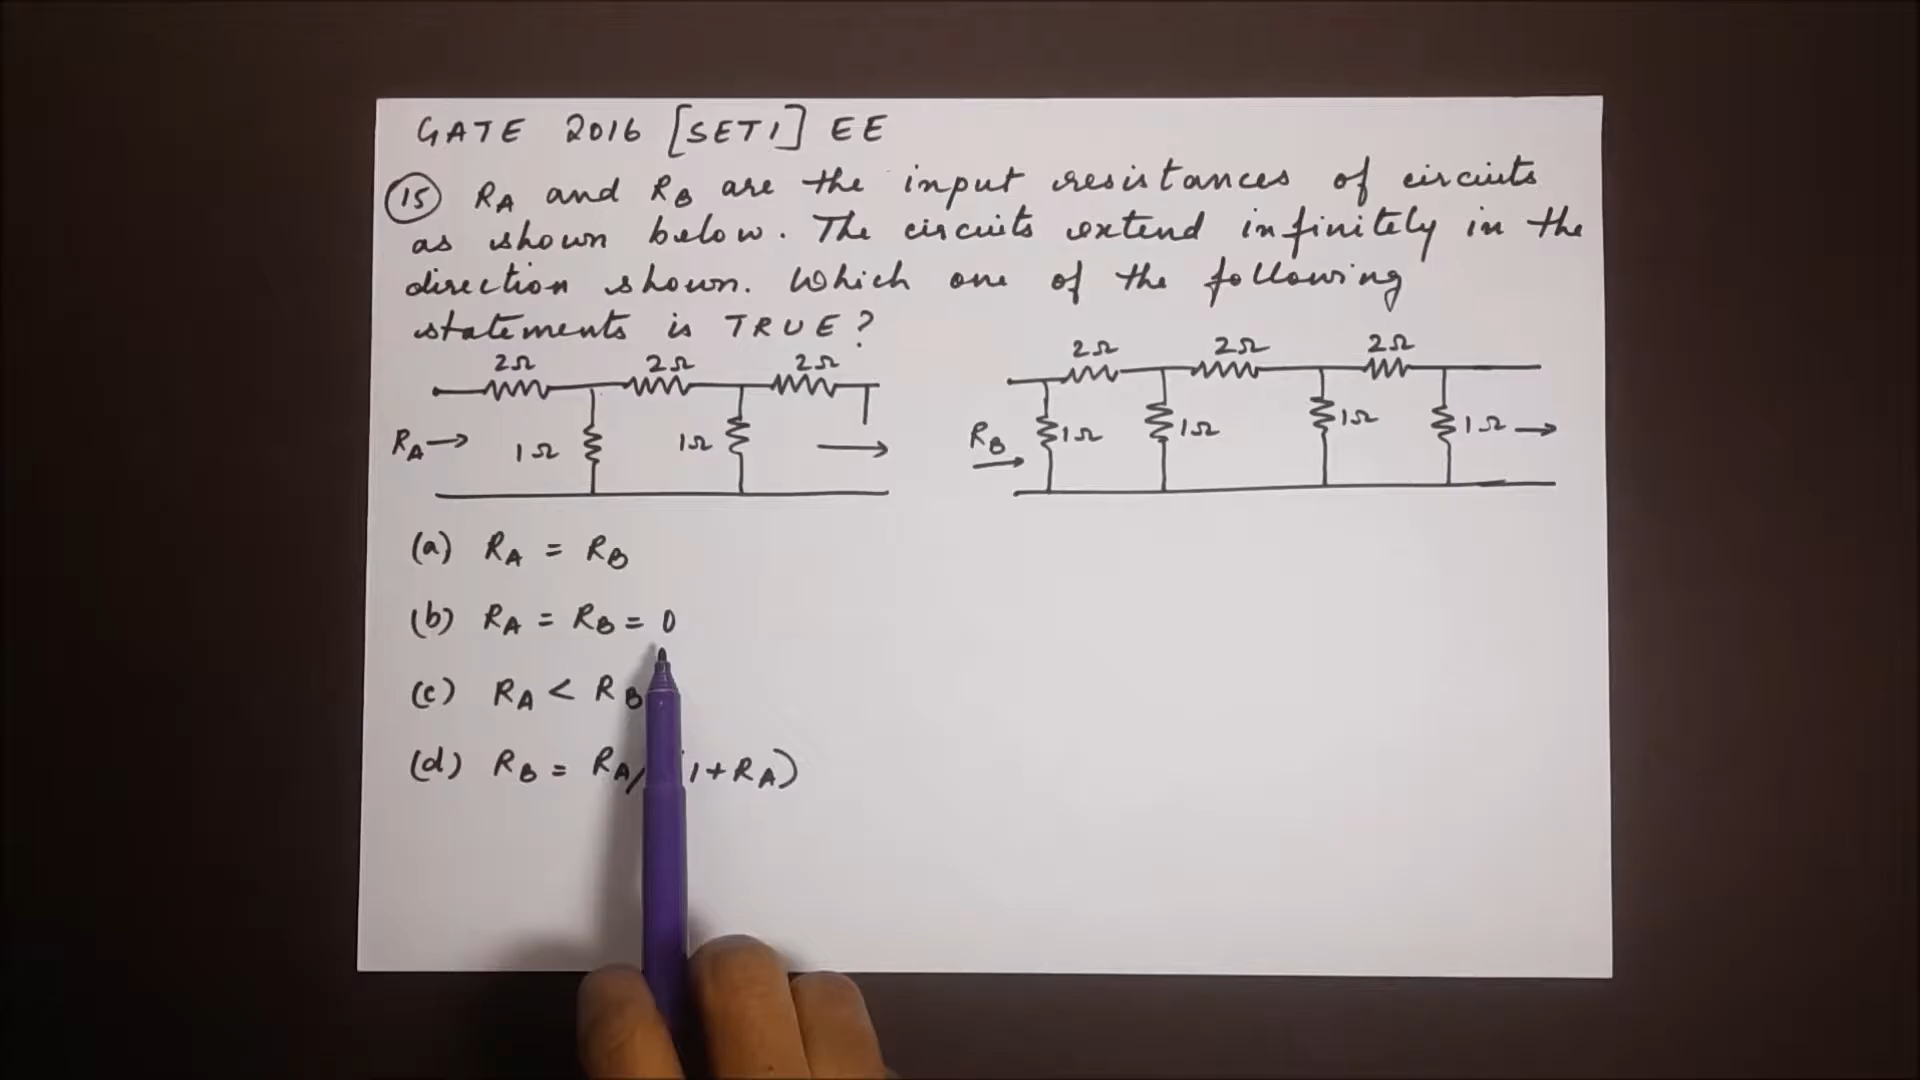 GATE 2016 [SET1] EE
(15) RA and RB are the input resistances of circuits
as shown below. The circuits extend infinitely in the
direction shown. Which one of the following
statements is TRUE?
2Ω 2Ω 2Ω
RA→ 1Ω 1Ω
2Ω 2Ω 2Ω
RB 1Ω 1Ω 1Ω 1Ω
(a) RA = RB
(b) RA = RB = 0
(c) RA < RB
(d) RB = RA/ 1+RA)